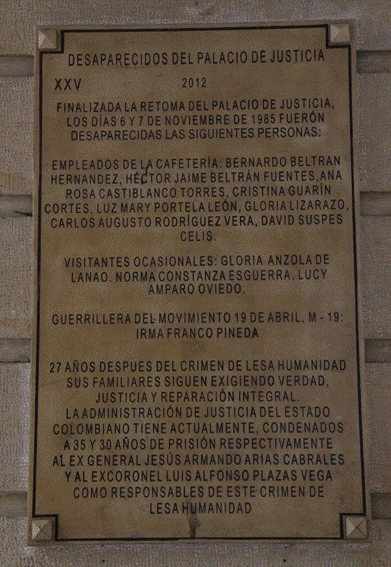 DESAPARECIDOS DEL PALACIO DE JUSTICIA
XXV 2012
FINALIZADA LA RETOMA DEL PALACIO DE JUSTICIA,
LOS DÍAS 6 Y 7 DE NOVIEMBRE DE 1985 FUERÓN
DESAPARECIDAS LAS SIGUIENTES PERSONAS:
EMPLEADOS DE LA CAFETERÍA: BERNARDO BELTRAN
HERNANDEZ, HÉCTOR JAIME BELTRÁN FUENTES, ANA
ROSA CASTIBLANCO TORRES, CRISTINA GUARÍN
CORTES, LUZ MARY PORTELA LEÓN, GLORIA LIZARAZO,
CARLOS AUGUSTO RODRÍGUEZ VERA, DAVID SUSPES
CELIS.
VISITANTES OCASIONALES: GLORIA ANZOLA DE
LANAO. NORMA CONSTANZA ESGUERRA. LUCY
AMPARO OVIEDO.
GUERRILLERA DEL MOVIMIENTO 19 DE ABRIL, M - 19:
IRMA FRANCO PINEDA
27 AÑOS DESPUES DEL CRIMEN DE LESA HUMANIDAD
SUS FAMILIARES SIGUEN EXIGIENDO VERDAD,
JUSTICIA Y REPARACIÓN INTEGRAL.
LA ADMINISTRACIÓN DE JUSTICIA DEL ESTADO
COLOMBIANO TIENE ACTUALMENTE, CONDENADOS
A 35 Y 30 AÑOS DE PRISIÓN RESPECTIVAMENTE
AL EX GENERAL JESÚS ARMANDO ARIAS CABRALES
Y AL EXCORONEL LUIS ALFONSO PLAZAS VEGA
COMO RESPONSABLES DE ESTE CRIMEN DE
LESA HUMANIDAD